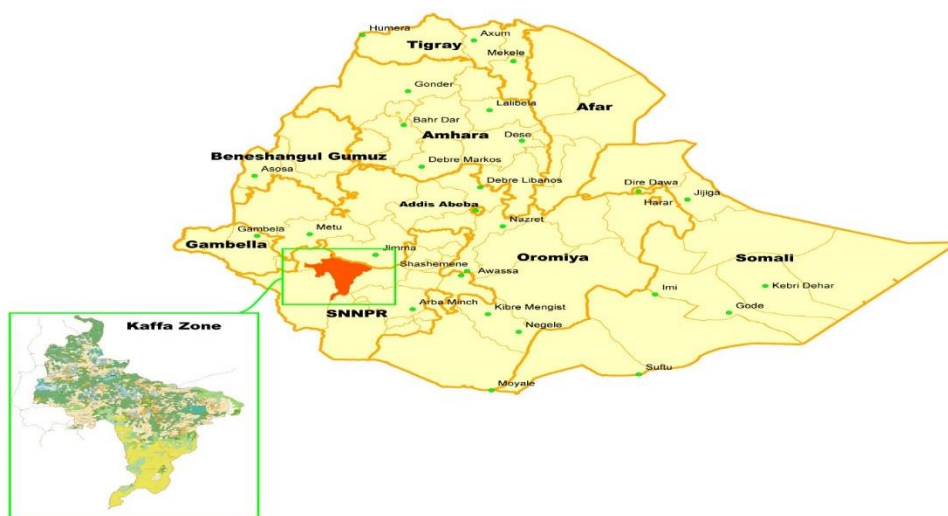 Humera
Axum
Tigray
Mekele
Gonder
Lalibela
Afar
Bahr Dar
Amhara
Dese
Beneshangul Gumuz
Debre Markos
Asosa
Debre Libanos
Dire Dawa
Jijiga
Addis Abeba
Harar
Nazret
Gambela
Metu
Gambella
Jimma
Oromiya
Somali
Shashemene
Awassa
Kebri Dehar
Imi
Arba Minch
Kibre Mengist
Gode
SNNPR
Negele
Kaffa Zone
Suftu
Moyale